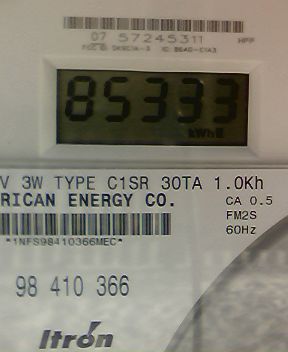 07 57245311
85333
kWh
V 3W TYPE C1SR 30TA 1.0Kh
RICAN ENERGY CO.
CA 0.5
FM2S
60Hz
*1NFS98410366MEC*
98 410 366
Itrón